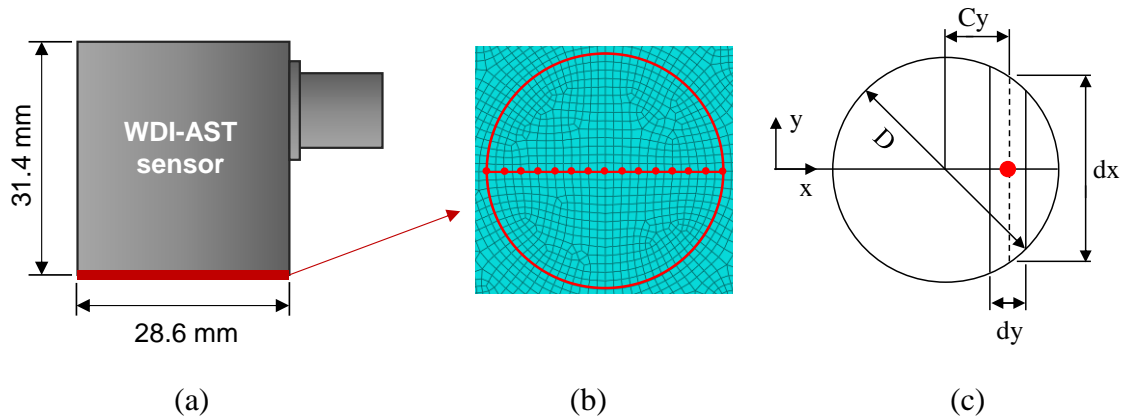 31.4 mm
WDI-AST
sensor
28.6 mm
(a)
(b)
Cy
y
x
D
dx
dy
(c)